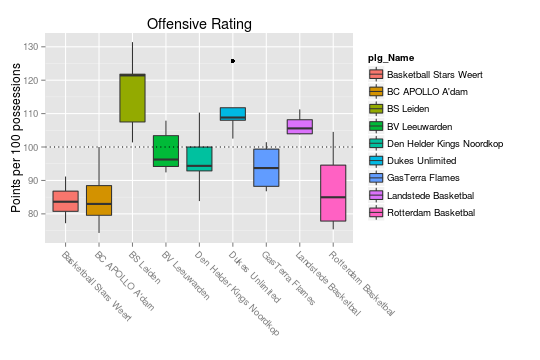 Offensive Rating
Points per 100 possessions
130
120
110
100
90
80
Basketball Stars Weert
BC APOLLO A'dam
BS Leiden
BV Leeuwarden
Den Helder Kings Noordkop
Dukes Unlimited
GasTerra Flames
Landstede Basketbal
Rotterdam Basketbal
plg_Name
Basketball Stars Weert
BC APOLLO A'dam
BS Leiden
BV Leeuwarden
Den Helder Kings Noordkop
Dukes Unlimited
GasTerra Flames
Landstede Basketbal
Rotterdam Basketbal